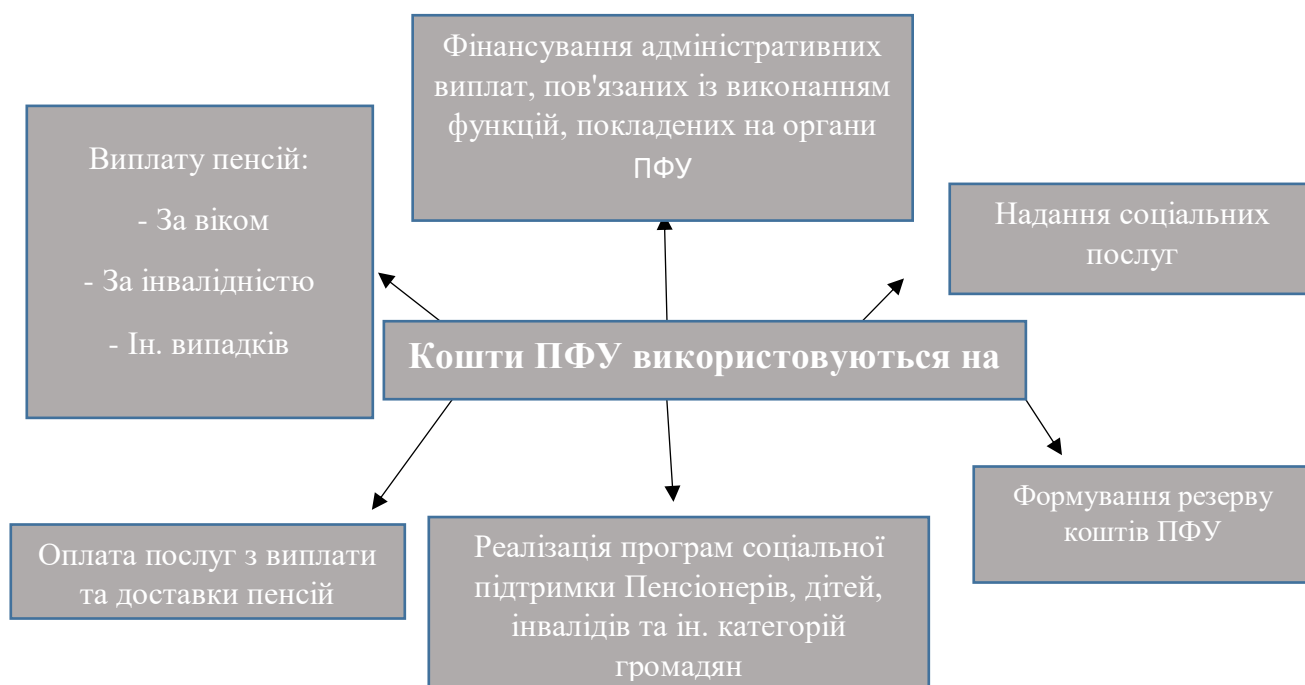 Фінансування адміністративних
виплат, пов'язаних із виконанням
функцій, покладених на органи
ПФУ
Виплату пенсій:
- За віком
- За інвалідністю
- Ін. випадків
Надання соціальних
послуг
Кошти ПФУ використовуються на
Оплата послуг з виплати
та доставки пенсій
Реалізація програм соціальної
підтримки Пенсіонерів, дітей,
інвалідів та ін. категорій
громадян
Формування резерву
коштів ПФУ